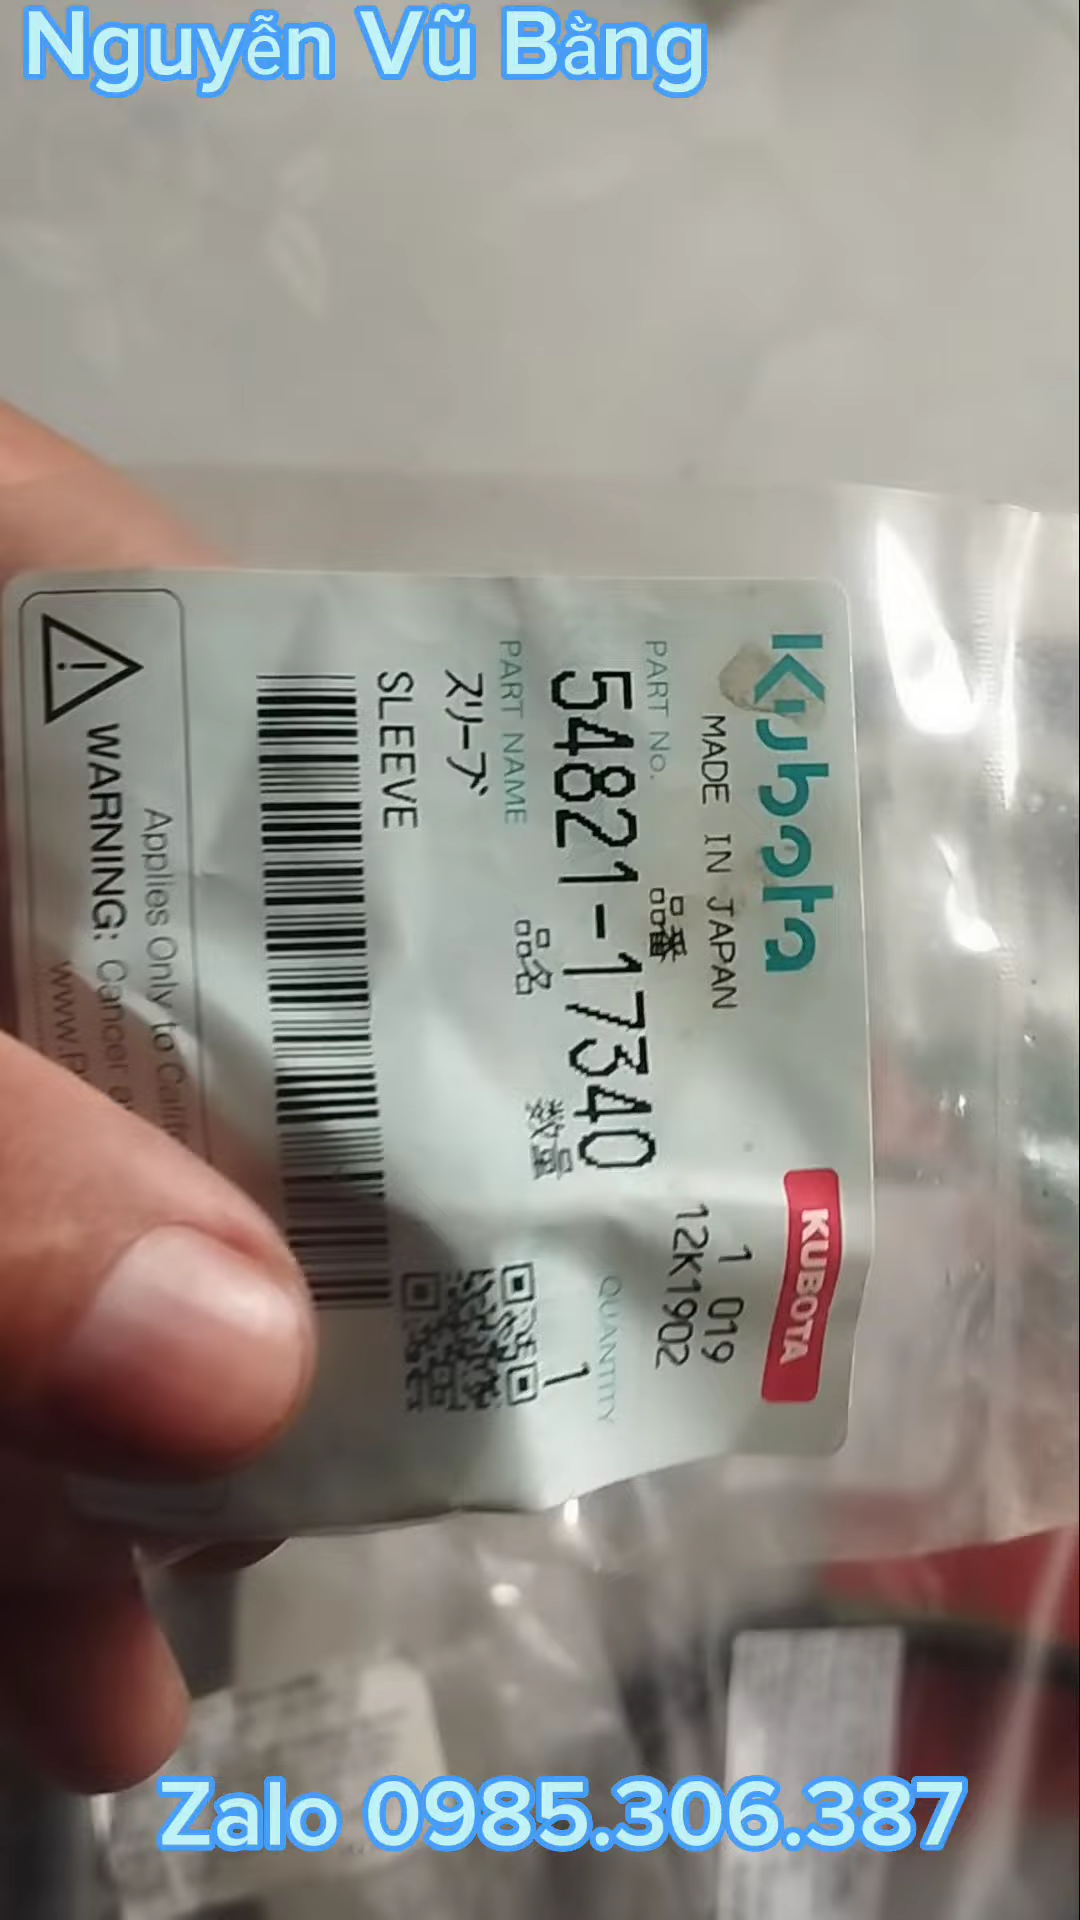 Nguyễn Vũ Bằng
Kubota
KUBOTA
MADE IN JAPAN
1 019
PART No. 品番
12K1902
54821-17340
PART NAME 品名 数量 QUANTITY
スリーブ
1
SLEEVE
Applies Only to
WARNING: Cancer
www.P
Zalo 0985.306.387